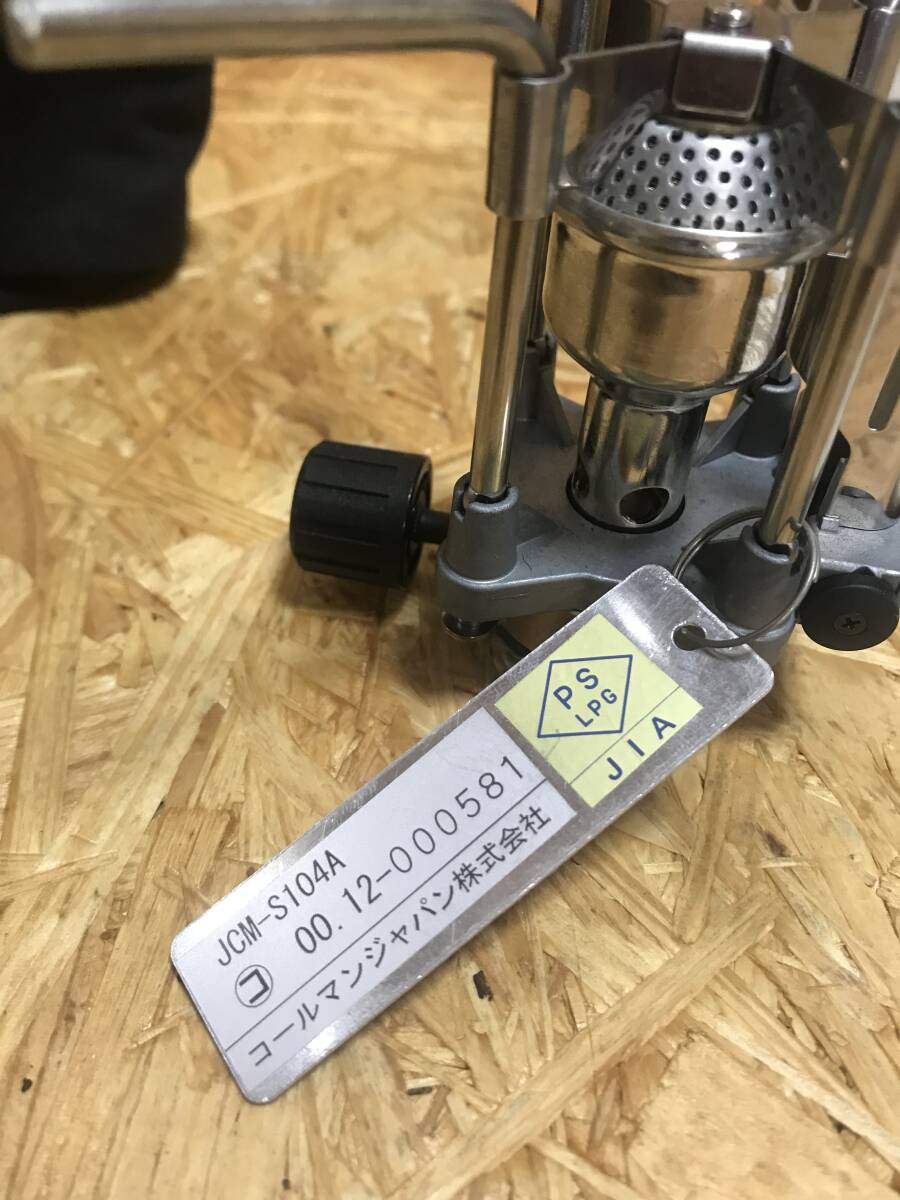 PS
LPG
JIA
JCM-S104A
㋙ 00.12-000581
コールマンジャパン株式会社